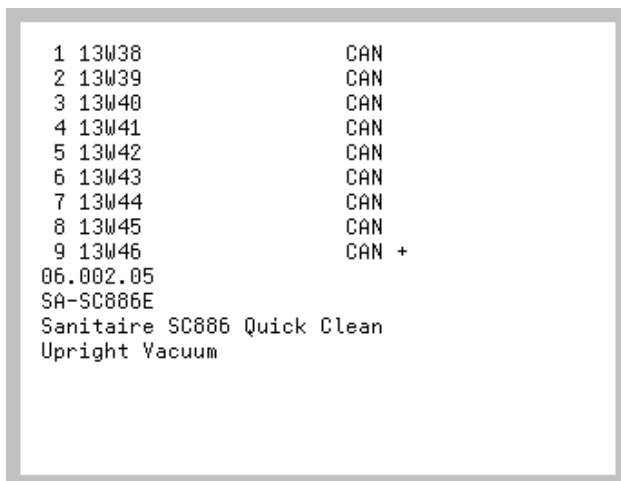 1 13W38 CAN
2 13W39 CAN
3 13W40 CAN
4 13W41 CAN
5 13W42 CAN
6 13W43 CAN
7 13W44 CAN
8 13W45 CAN
9 13W46 CAN +
06.002.05
SA-SC886E
Sanitaire SC886 Quick Clean
Upright Vacuum